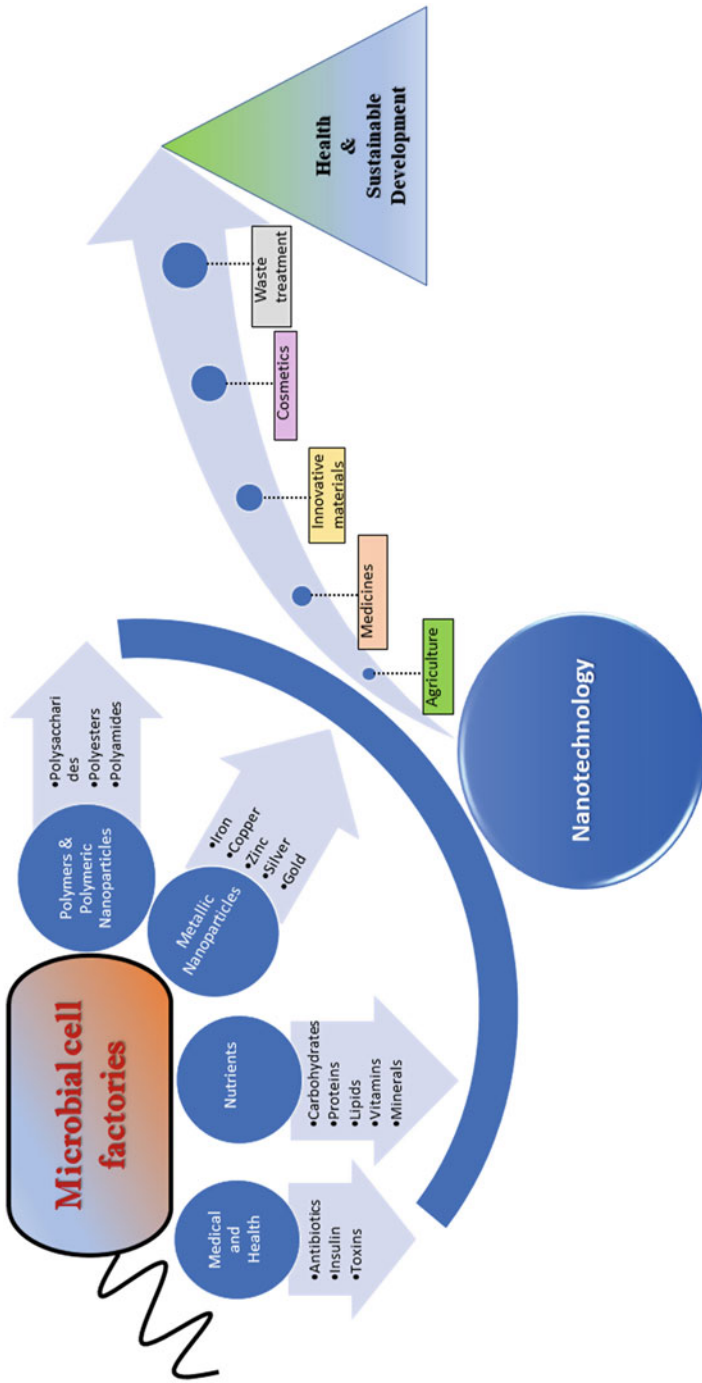 Microbial cell
factories
Medical
and
Health
•Antibiotics
•Insulin
•Toxins
Nutrients
•Carbohydrates
•Proteins
•Lipids
•Vitamins
•Minerals
Metallic
Nanoparticles
•Iron
•Copper
•Zinc
•Silver
•Gold
Polymers &
Polymeric
Nanoparticles
•Polysacchari
des
•Polyesters
•Polyamides
Nanotechnology
Agriculture
Medicines
Innovative
materials
Cosmetics
Waste
treatment
Health
&
Sustainable
Development